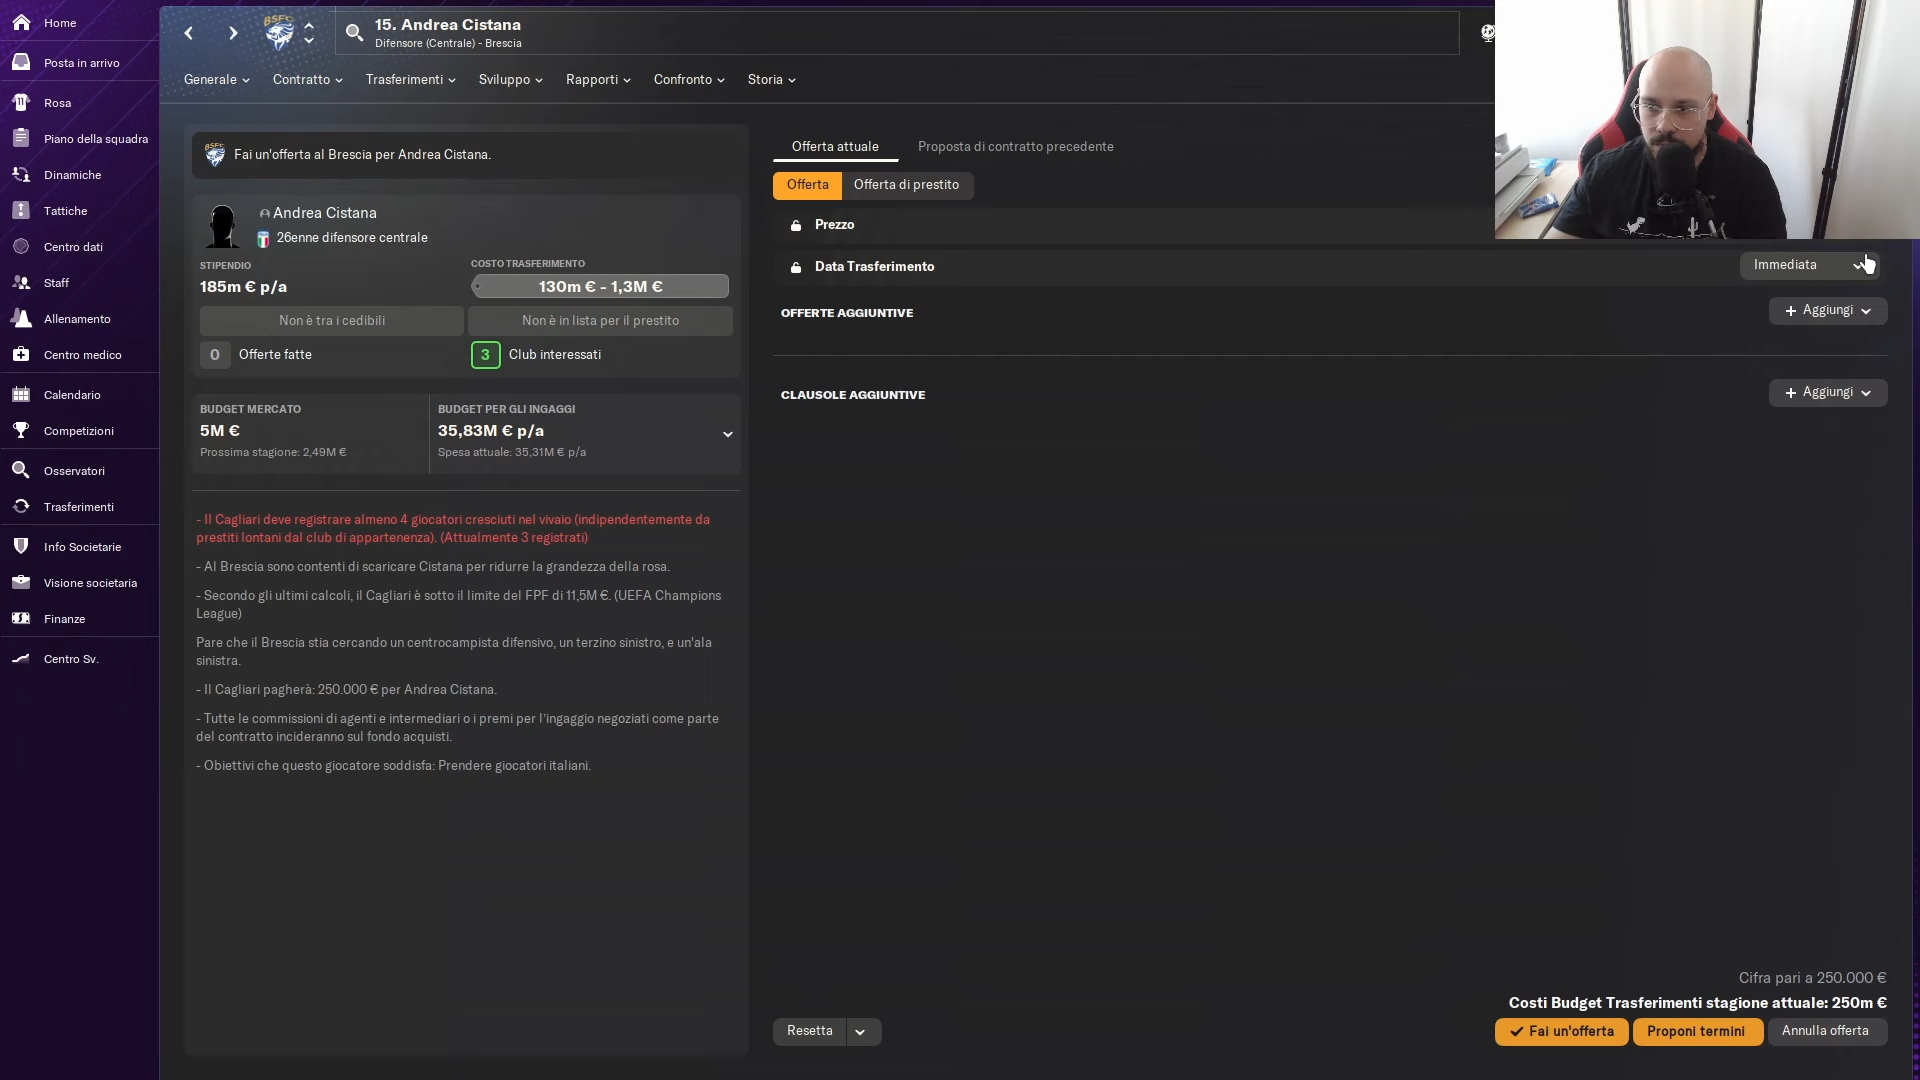 Home
Posta in arrivo
Rosa
Piano della squadra
Dinamiche
Tattiche
Centro dati
Staff
Allenamento
Centro medico
Calendario
Competizioni
Osservatori
Trasferimenti
Info Societarie
Visione societaria
Finanze
Centro Sv.
BSFC
15. Andrea Cistana
Difensore (Centrale) - Brescia
Generale
Contratto
Trasferimenti
Sviluppo
Rapporti
Confronto
Storia
BSFC
Fai un'offerta al Brescia per Andrea Cistana.
Andrea Cistana
26enne difensore centrale
STIPENDIO
185m € p/a
COSTO TRASFERIMENTO
130m € - 1,3M €
Non è tra i cedibili
Non è in lista per il prestito
0 Offerte fatte
3 Club interessati
BUDGET MERCATO
5M €
Prossima stagione: 2,49M €
BUDGET PER GLI INGAGGI
35,83M € p/a
Spesa attuale: 35,31M € p/a
- Il Cagliari deve registrare almeno 4 giocatori cresciuti nel vivaio (indipendentemente da
prestiti lontani dal club di appartenenza). (Attualmente 3 registrati)
- Al Brescia sono contenti di scaricare Cistana per ridurre la grandezza della rosa.
- Secondo gli ultimi calcoli, il Cagliari è sotto il limite del FPF di 11,5M €. (UEFA Champions
League)
Pare che il Brescia stia cercando un centrocampista difensivo, un terzino sinistro, e un'ala
sinistra.
- Il Cagliari pagherà: 250.000 € per Andrea Cistana.
- Tutte le commissioni di agenti e intermediari o i premi per l'ingaggio negoziati come parte
del contratto incideranno sul fondo acquisti.
- Obiettivi che questo giocatore soddisfa: Prendere giocatori italiani.
Offerta attuale
Proposta di contratto precedente
Offerta
Offerta di prestito
Prezzo
Data Trasferimento
Immediata
OFFERTE AGGIUNTIVE
+ Aggiungi
CLAUSOLE AGGIUNTIVE
+ Aggiungi
Cifra pari a 250.000 €
Costi Budget Trasferimenti stagione attuale: 250m €
Resetta
Fai un'offerta
Proponi termini
Annulla offerta